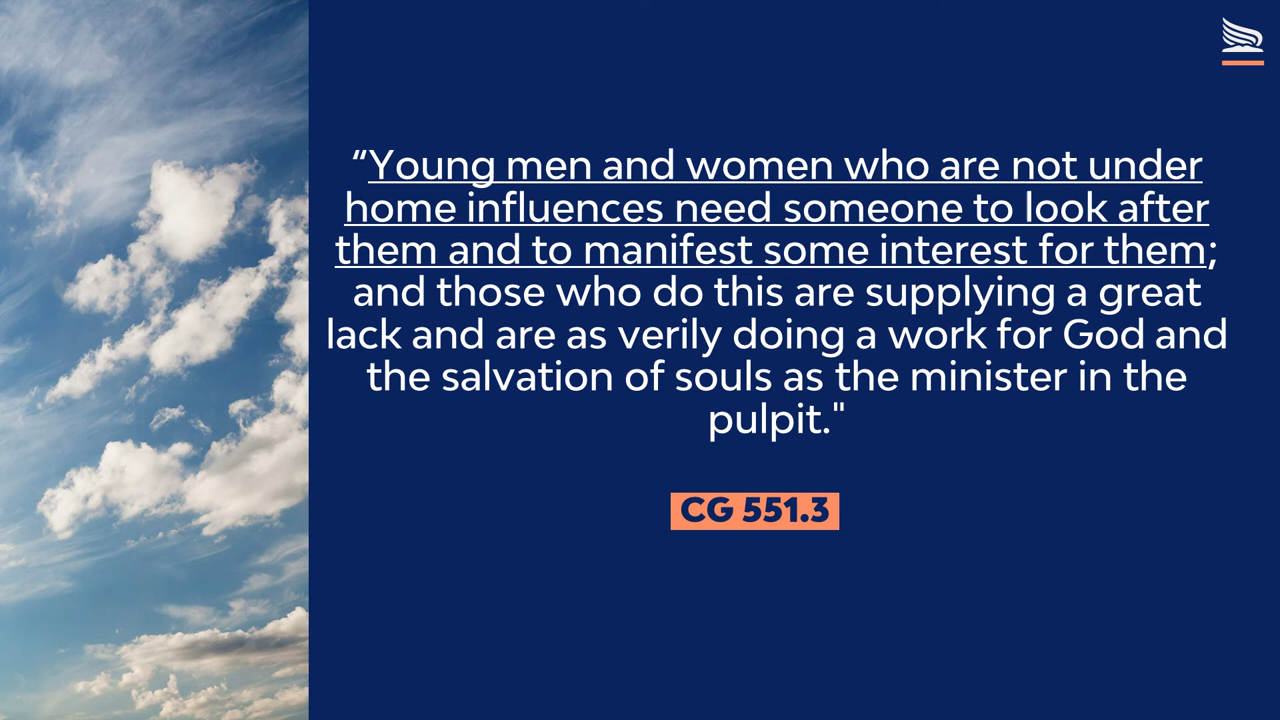 “Young men and women who are not under
home influences need someone to look after
them and to manifest some interest for them;
and those who do this are supplying a great
lack and are as verily doing a work for God and
the salvation of souls as the minister in the
pulpit."
CG 551.3